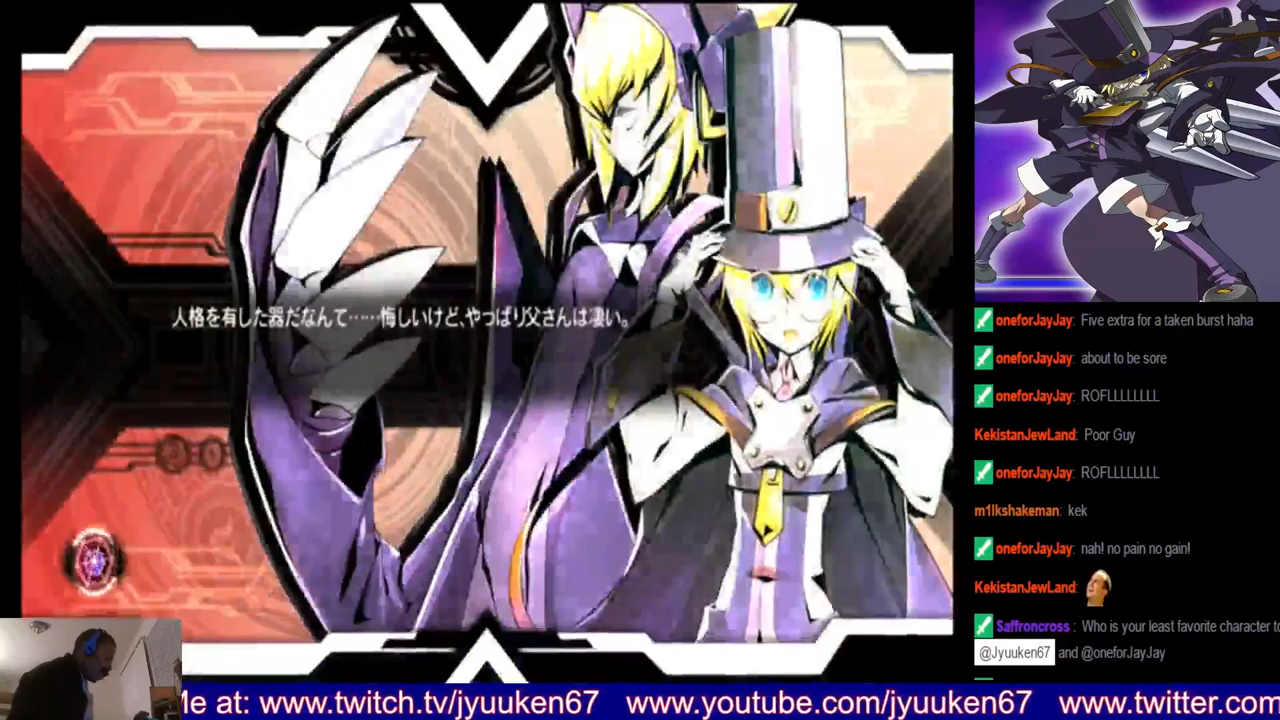 人格を有した器だなんて……悔しいけど、やっぱり父さんは凄い。
oneforJayJay: Five extra for a taken burst haha
oneforJayJay: about to be sore
oneforJayJay: ROFLLLLLLLL
KekistanJewLand: Poor Guy
oneforJayJay: ROFLLLLLLLL
m1lkshakeman: kek
oneforJayJay: nah! no pain no gain!
KekistanJewLand:
Saffroncross : Who is your least favorite character to
@Jyuuken67 and @oneforJayJay
Me at: www.twitch.tv/jyuuken67 www.youtube.com/jyuuken67 www.twitter.com